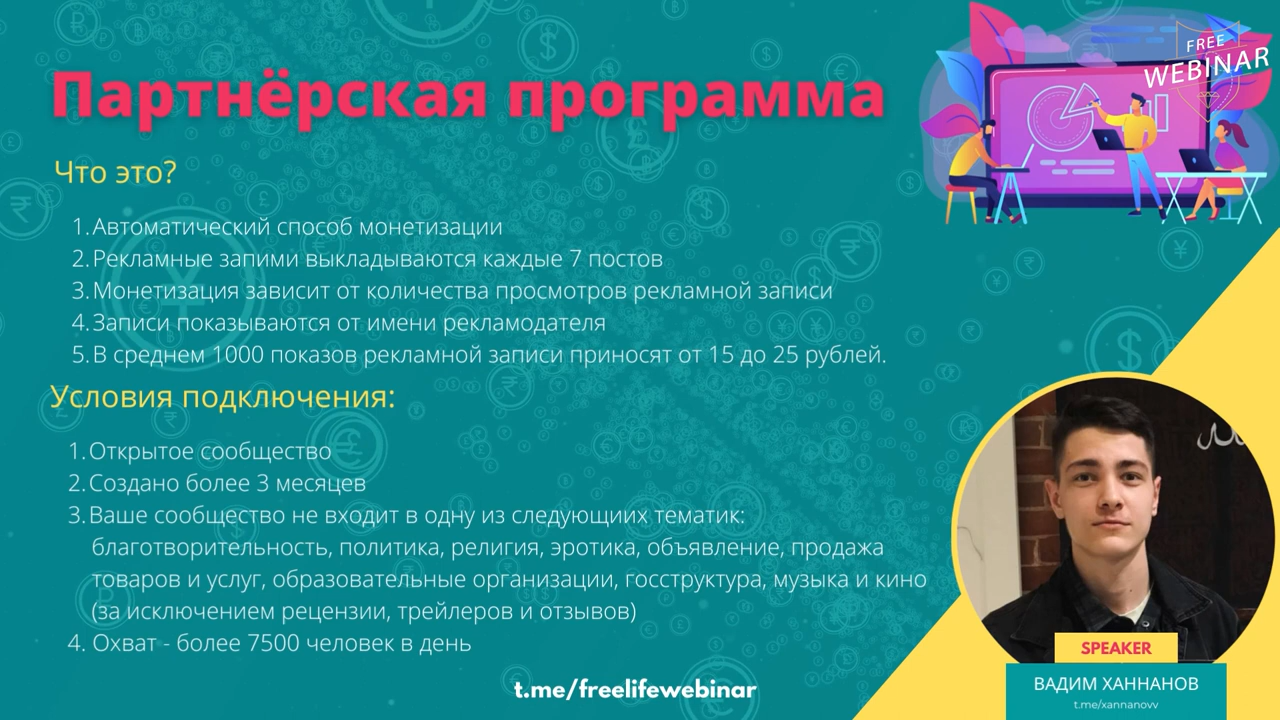 FREE
WEBINAR
Партнёрская программа
Что это?
1. Автоматический способ монетизации
2. Рекламные запими выкладываются каждые 7 постов
3. Монетизация зависит от количества просмотров рекламной записи
4. Записи показываются от имени рекламодателя
5. В среднем 1000 показов рекламной записи приносят от 15 до 25 рублей.
Условия подключения:
1. Открытое сообщество
2. Создано более 3 месяцев
3. Ваше сообщество не входит в одну из следующиих тематик:
благотворительность, политика, религия, эротика, объявление, продажа
товаров и услуг, образовательные организации, госструктура, музыка и кино
(за исключением рецензии, трейлеров и отзывов)
4. Охват - более 7500 человек в день
t.me/freelifewebinar
SPEAKER
ВАДИМ ХАННАНОВ
t.me/xannanovv